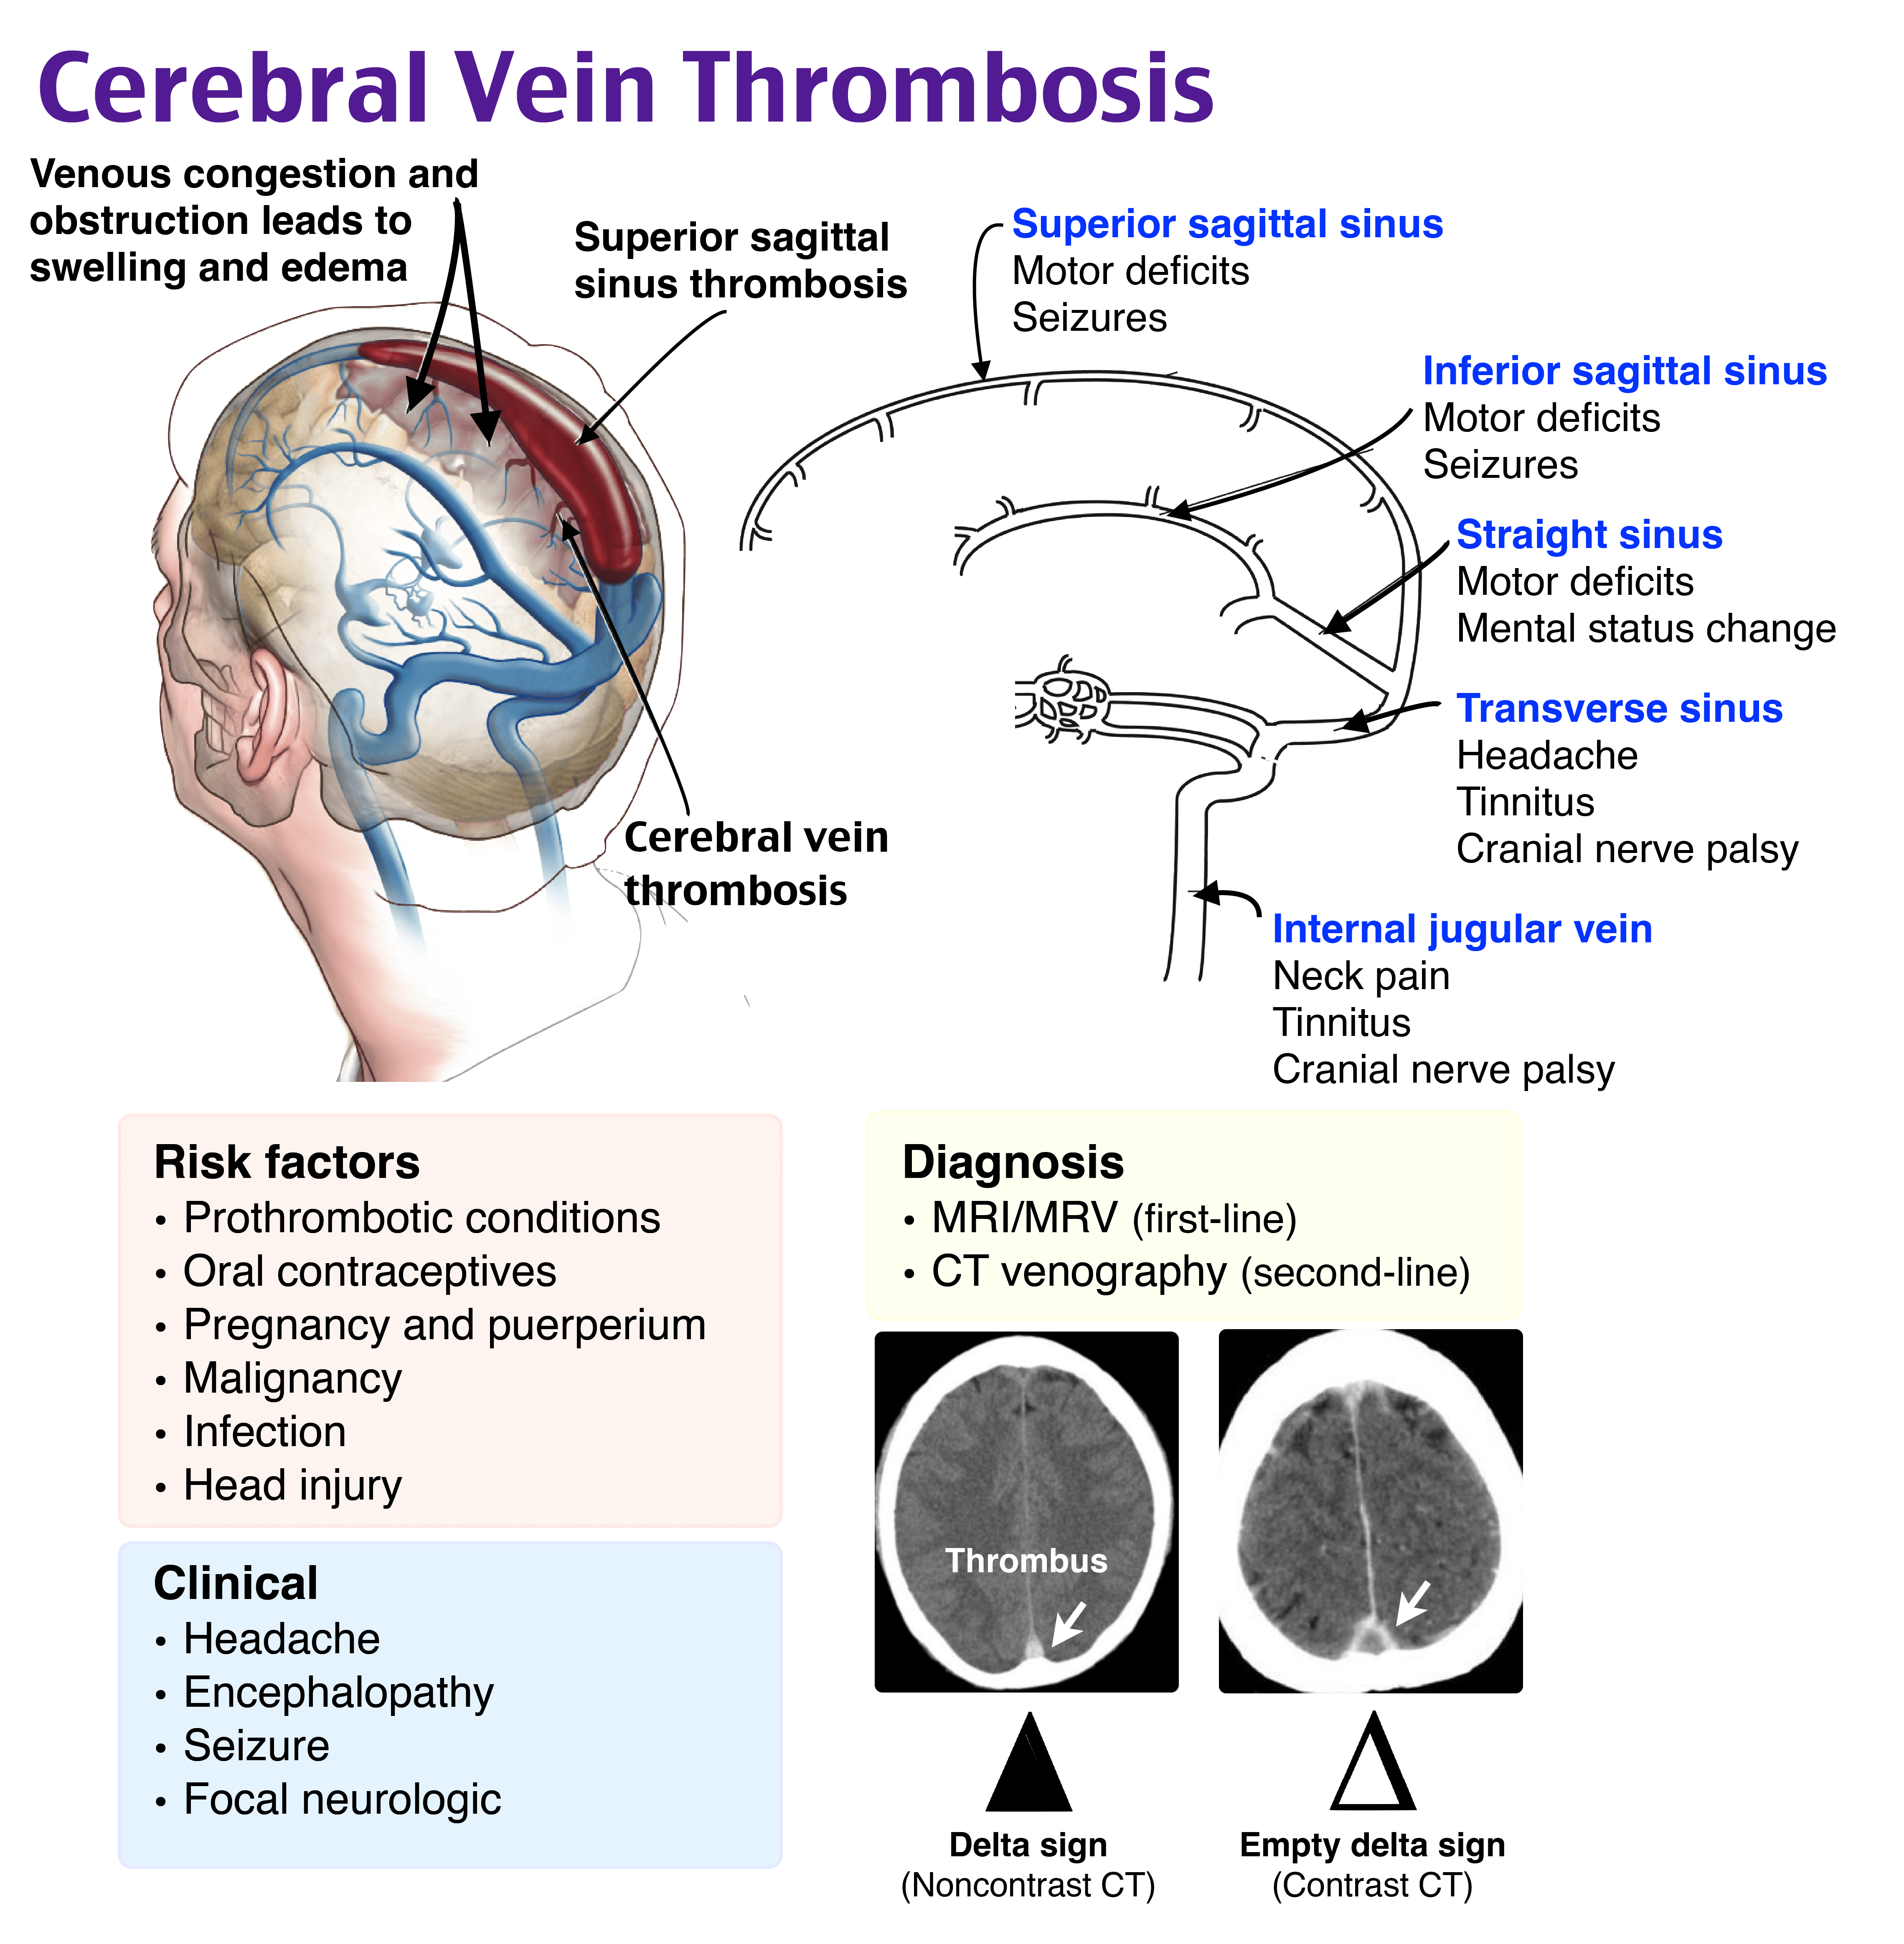 Cerebral Vein Thrombosis
Venous congestion and
obstruction leads to
swelling and edema
Superior sagittal
sinus thrombosis
Cerebral vein
thrombosis
Superior sagittal sinus
Motor deficits
Seizures
Inferior sagittal sinus
Motor deficits
Seizures
Straight sinus
Motor deficits
Mental status change
Transverse sinus
Headache
Tinnitus
Cranial nerve palsy
Internal jugular vein
Neck pain
Tinnitus
Cranial nerve palsy
Risk factors
• Prothrombotic conditions
• Oral contraceptives
• Pregnancy and puerperium
• Malignancy
• Infection
• Head injury
Clinical
• Headache
• Encephalopathy
• Seizure
• Focal neurologic
Diagnosis
• MRI/MRV (first-line)
• CT venography (second-line)
Thrombus
Delta sign
(Noncontrast CT)
Empty delta sign
(Contrast CT)